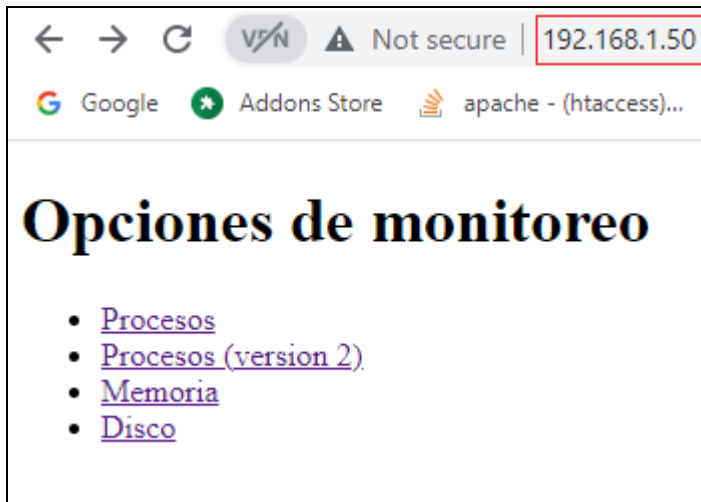 VPN Not secure | 192.168.1.50
G Google Addons Store apache - (htaccess)...
Opciones de monitoreo
• Procesos
• Procesos (version 2)
• Memoria
• Disco